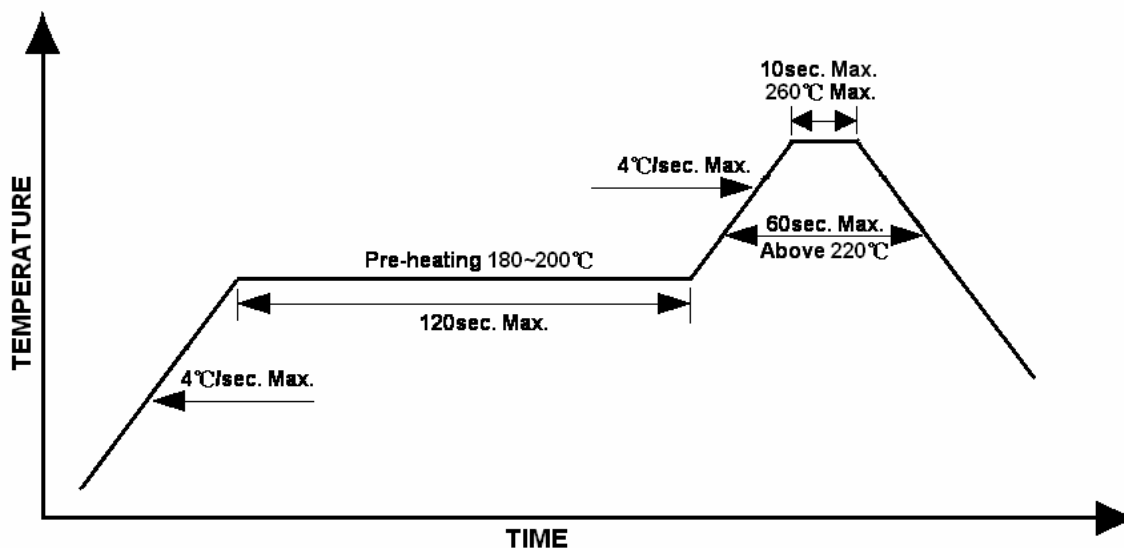 10sec. Max.
260℃ Max.
4℃/sec. Max.
60sec. Max.
Above 220℃
Pre-heating 180~200℃
120sec. Max.
4℃/sec. Max.
TEMPERATURE
TIME